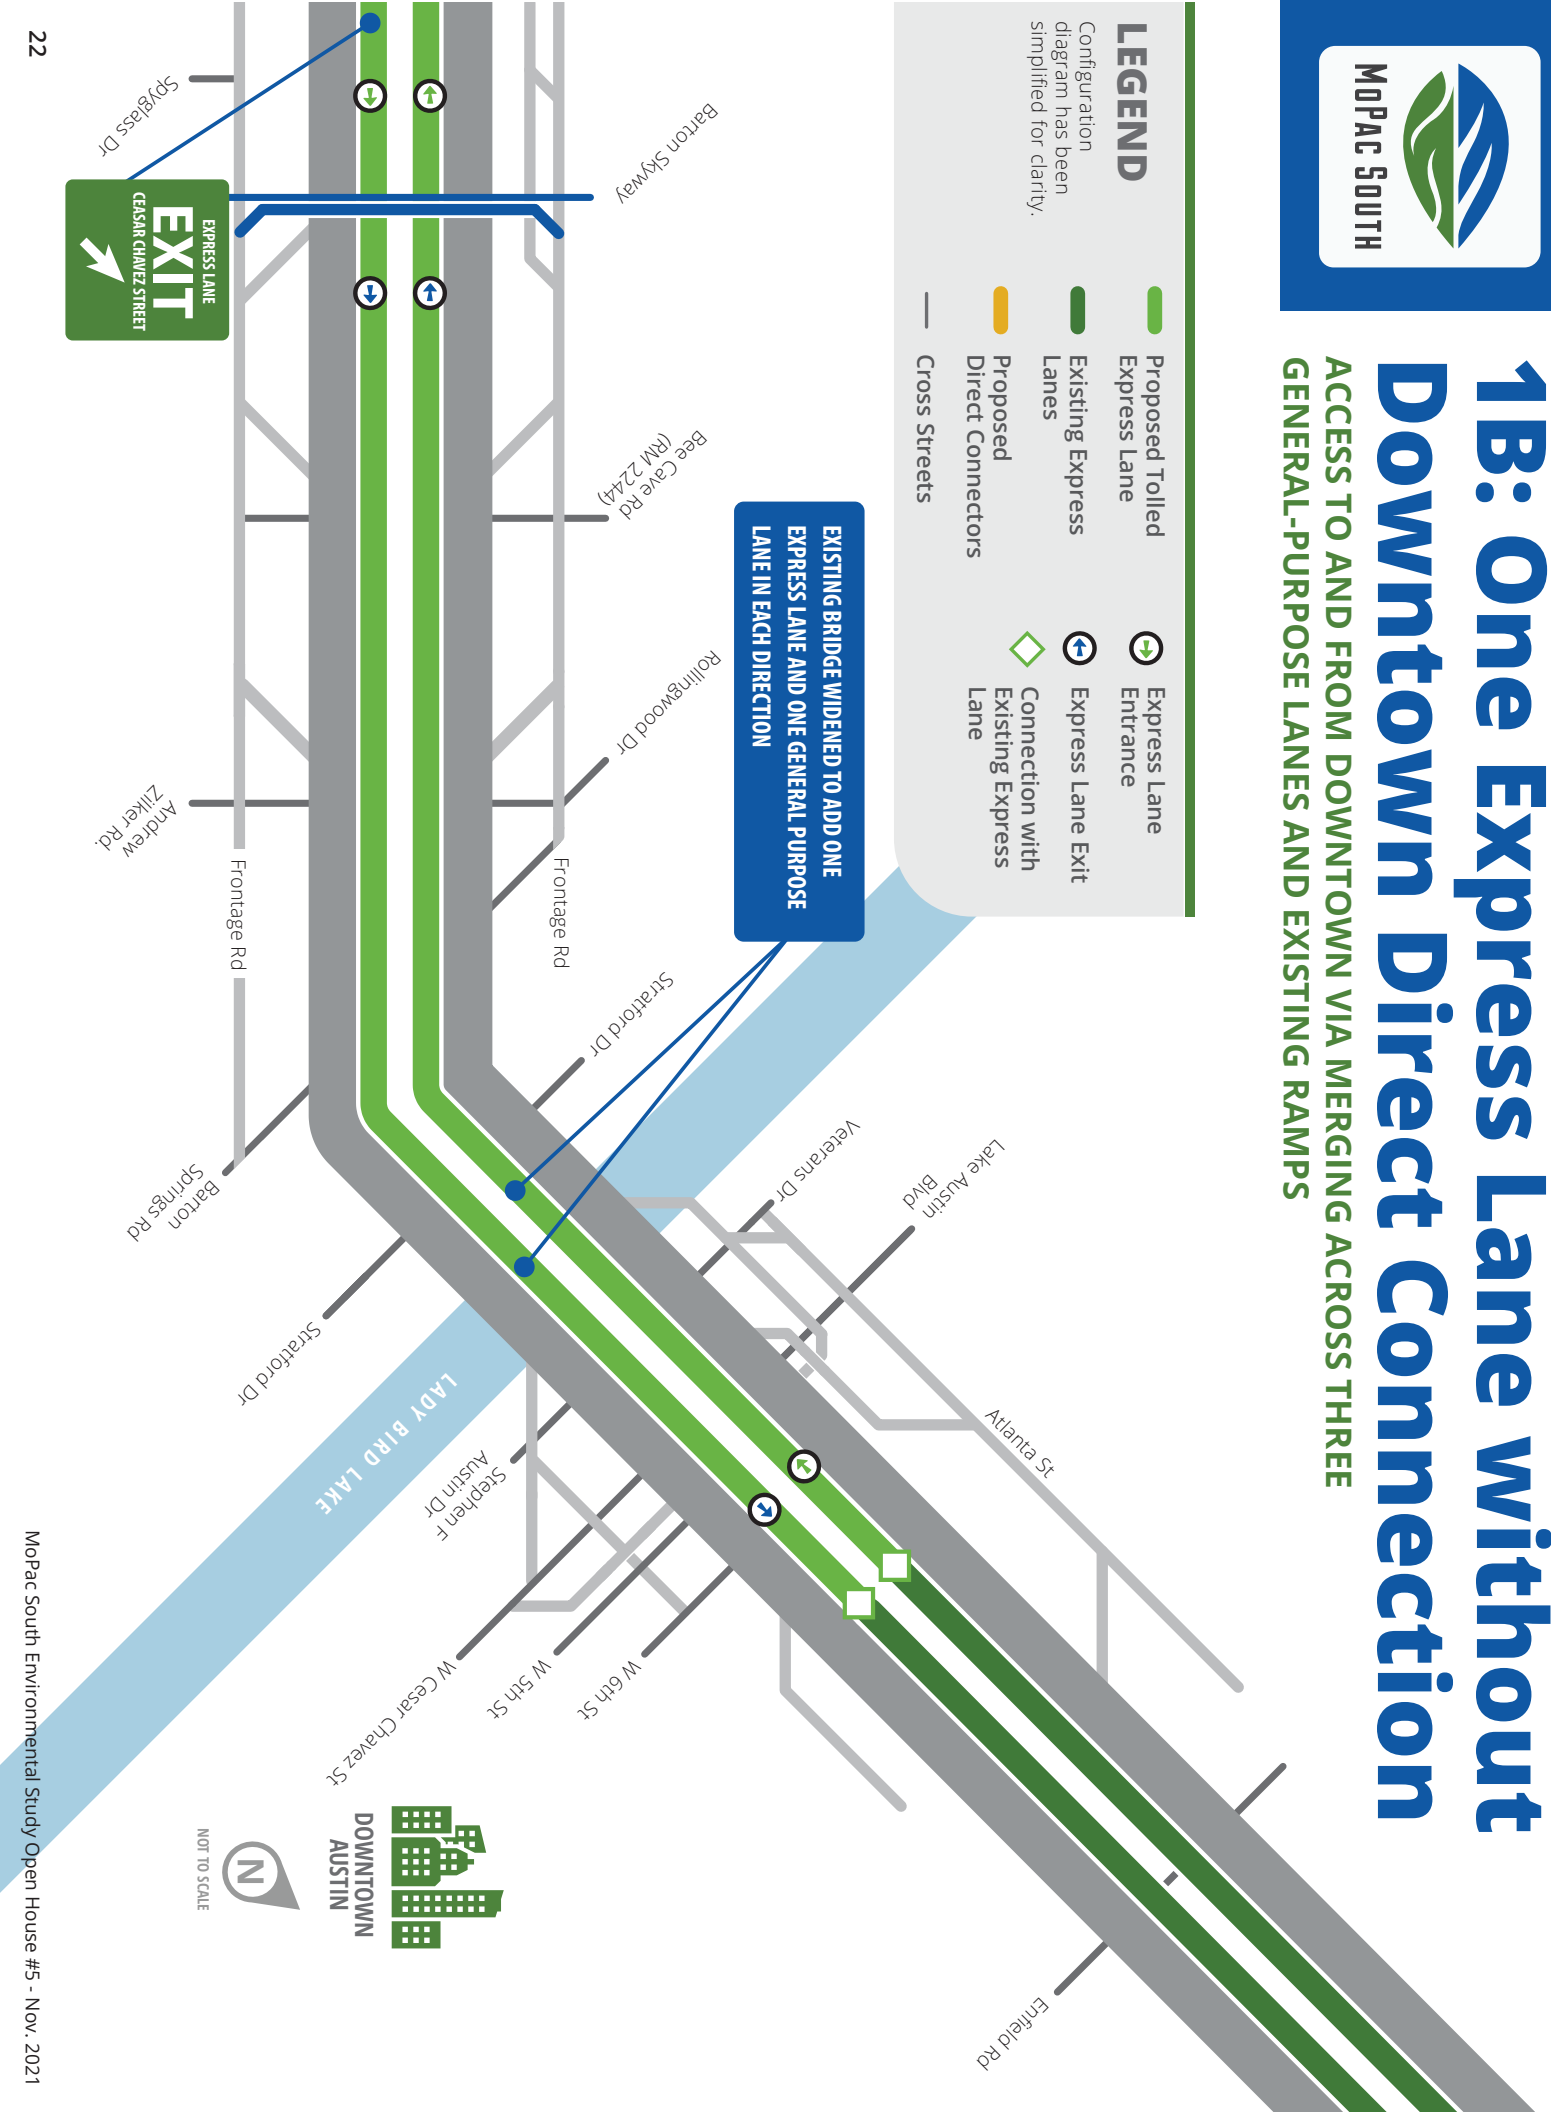 MOPAC SOUTH
1B: One Express Lane without
Downtown Direct Connection
ACCESS TO AND FROM DOWNTOWN VIA MERGING ACROSS THREE
GENERAL-PURPOSE LANES AND EXISTING RAMPS
LEGEND
Configuration
diagram has been
simplified for clarity.
Proposed Tolled
Express Lane
Existing Express
Lanes
Proposed
Direct Connectors
Cross Streets
Express Lane
Entrance
Express Lane Exit
Connection with
Existing Express
Lane
EXISTING BRIDGE WIDENED TO ADD ONE
EXPRESS LANE AND ONE GENERAL PURPOSE
LANE IN EACH DIRECTION
Barton Skyway
Bee Cave Rd
(RM 2244)
Rollingwood Dr
Frontage Rd
Stratford Dr
Veterans Dr
Lake Austin
Blvd
Atlanta St
Spyglass Dr
EXPRESS LANE
EXIT
CEASAR CHAVEZ STREET
Andrew
Zilker Rd.
Frontage Rd
Barton
Springs Rd
Stratford Dr
LADY BIRD LAKE
Stephen F
Austin Dr
W Cesar Chavez St
W 5th St
W 6th St
Enfield Rd
DOWNTOWN
AUSTIN
N
NOT TO SCALE
22
MoPac South Environmental Study Open House #5 - Nov. 2021